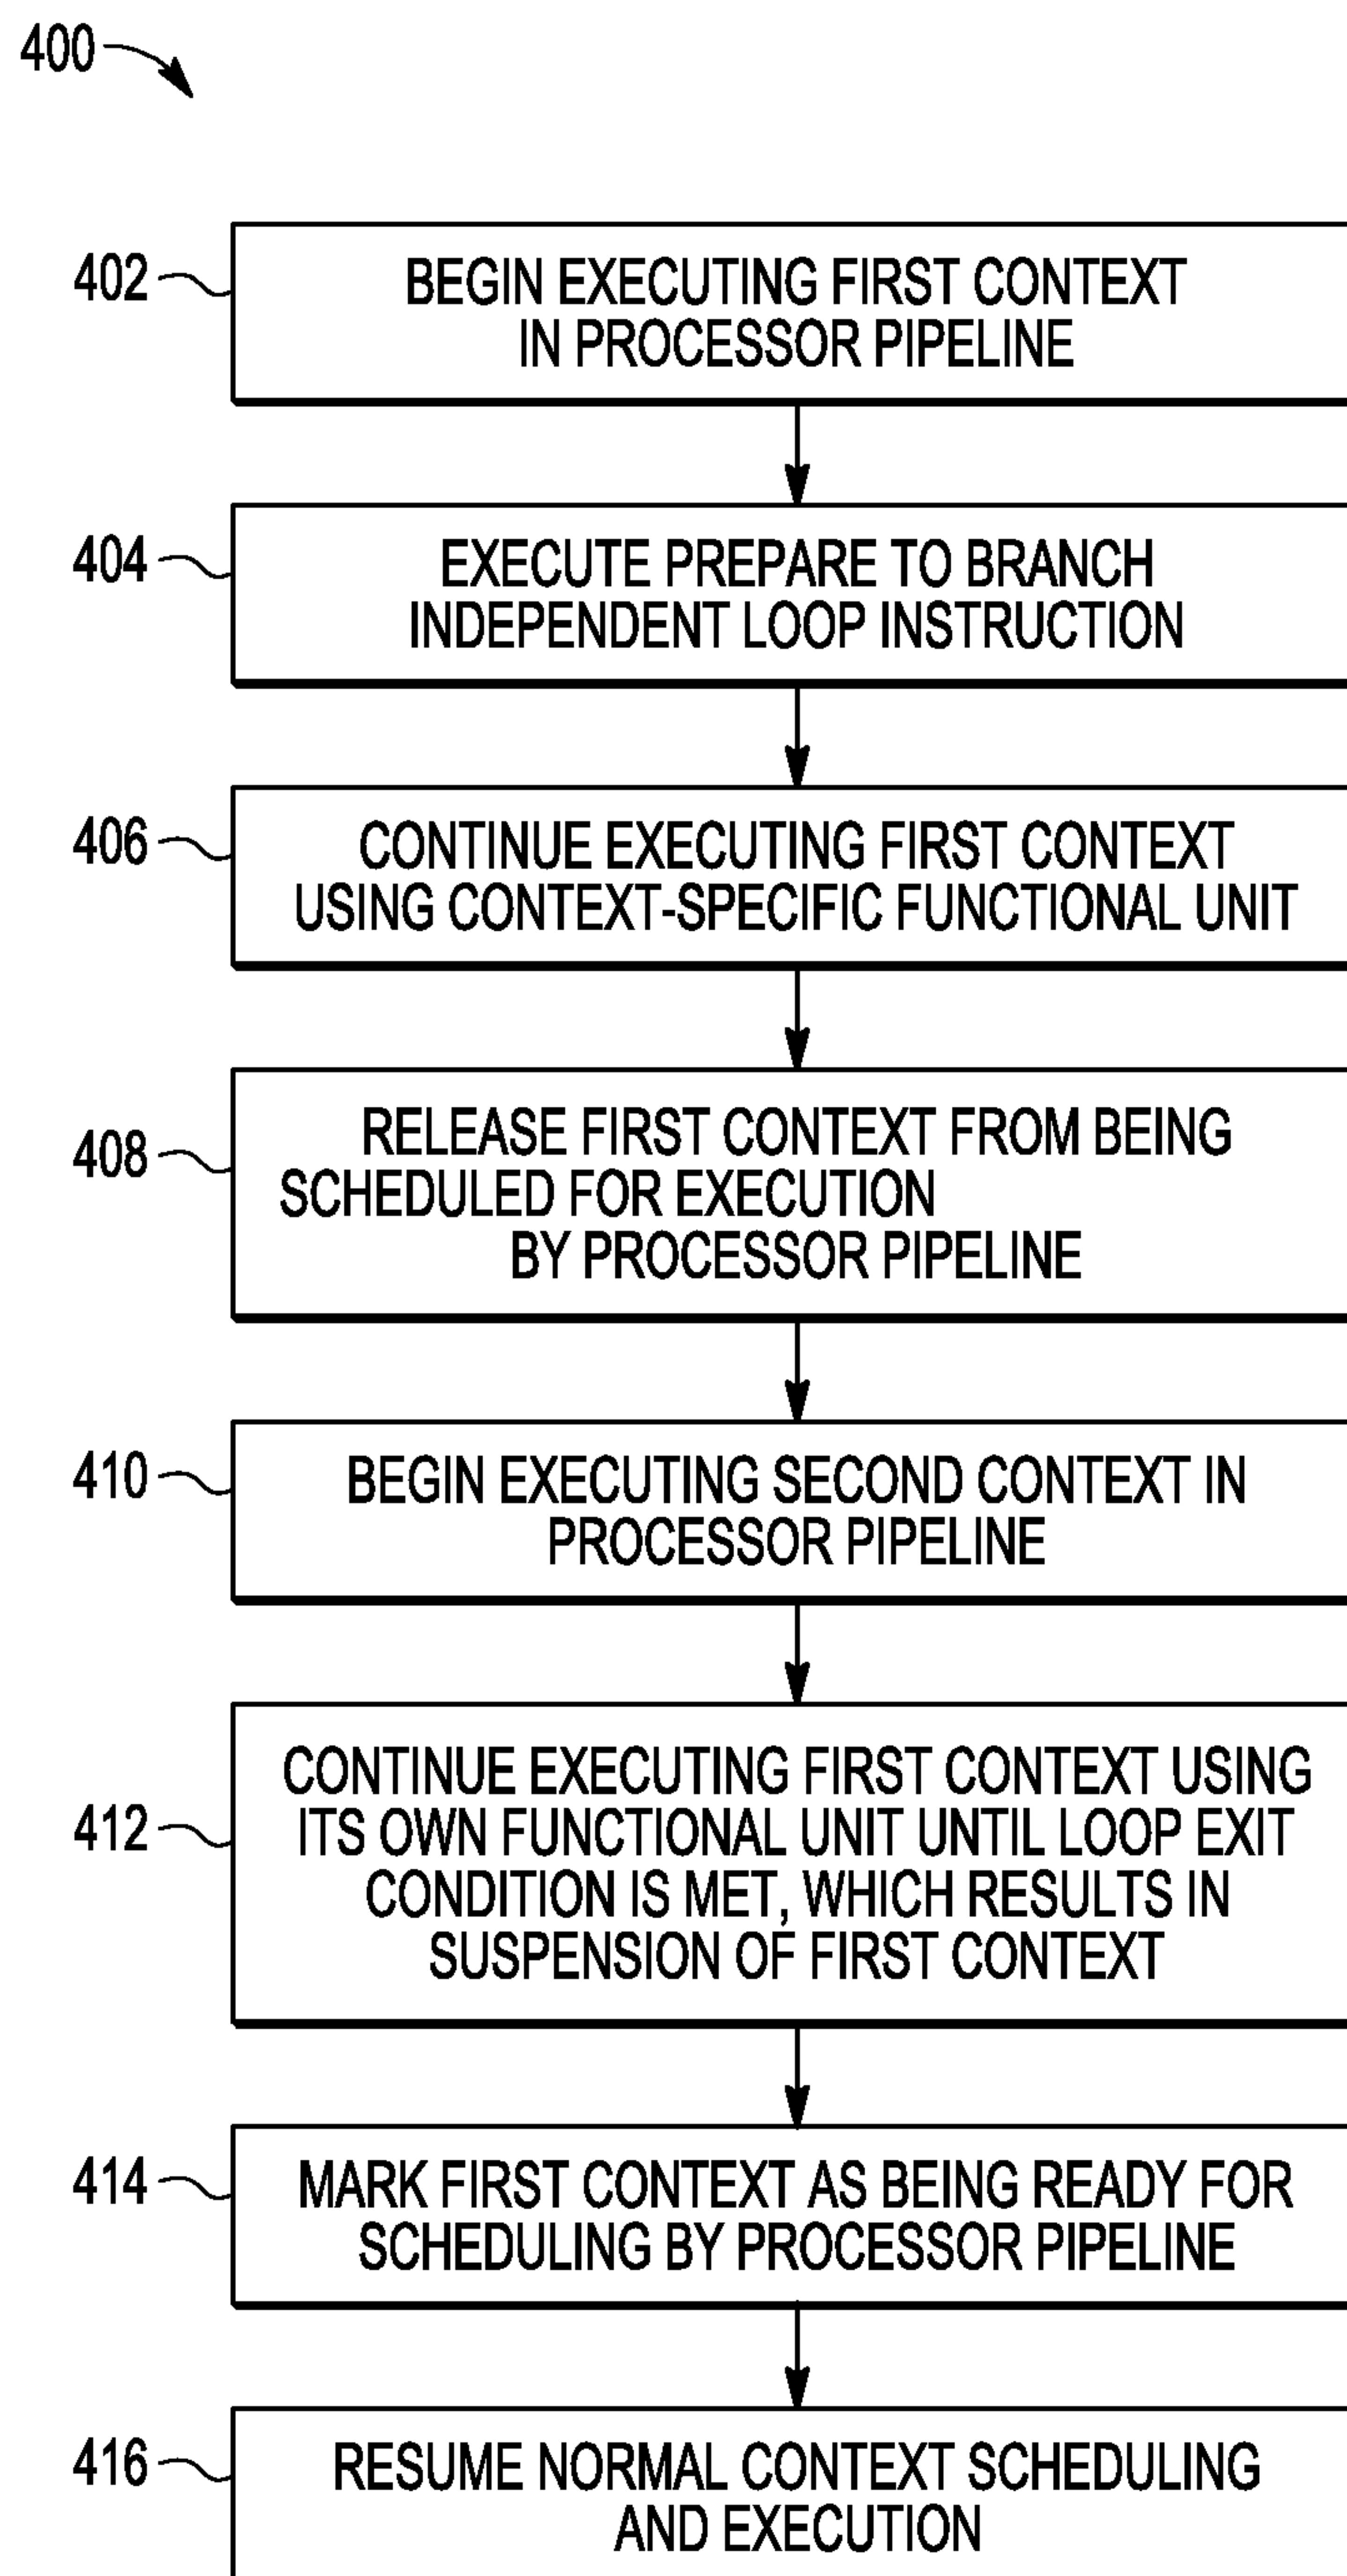 400
402
BEGIN EXECUTING FIRST CONTEXT
IN PROCESSOR PIPELINE
404
EXECUTE PREPARE TO BRANCH
INDEPENDENT LOOP INSTRUCTION
406
CONTINUE EXECUTING FIRST CONTEXT
USING CONTEXT-SPECIFIC FUNCTIONAL UNIT
408
RELEASE FIRST CONTEXT FROM BEING
SCHEDULED FOR EXECUTION
BY PROCESSOR PIPELINE
410
BEGIN EXECUTING SECOND CONTEXT IN
PROCESSOR PIPELINE
412
CONTINUE EXECUTING FIRST CONTEXT USING
ITS OWN FUNCTIONAL UNIT UNTIL LOOP EXIT
CONDITION IS MET, WHICH RESULTS IN
SUSPENSION OF FIRST CONTEXT
414
MARK FIRST CONTEXT AS BEING READY FOR
SCHEDULING BY PROCESSOR PIPELINE
416
RESUME NORMAL CONTEXT SCHEDULING
AND EXECUTION